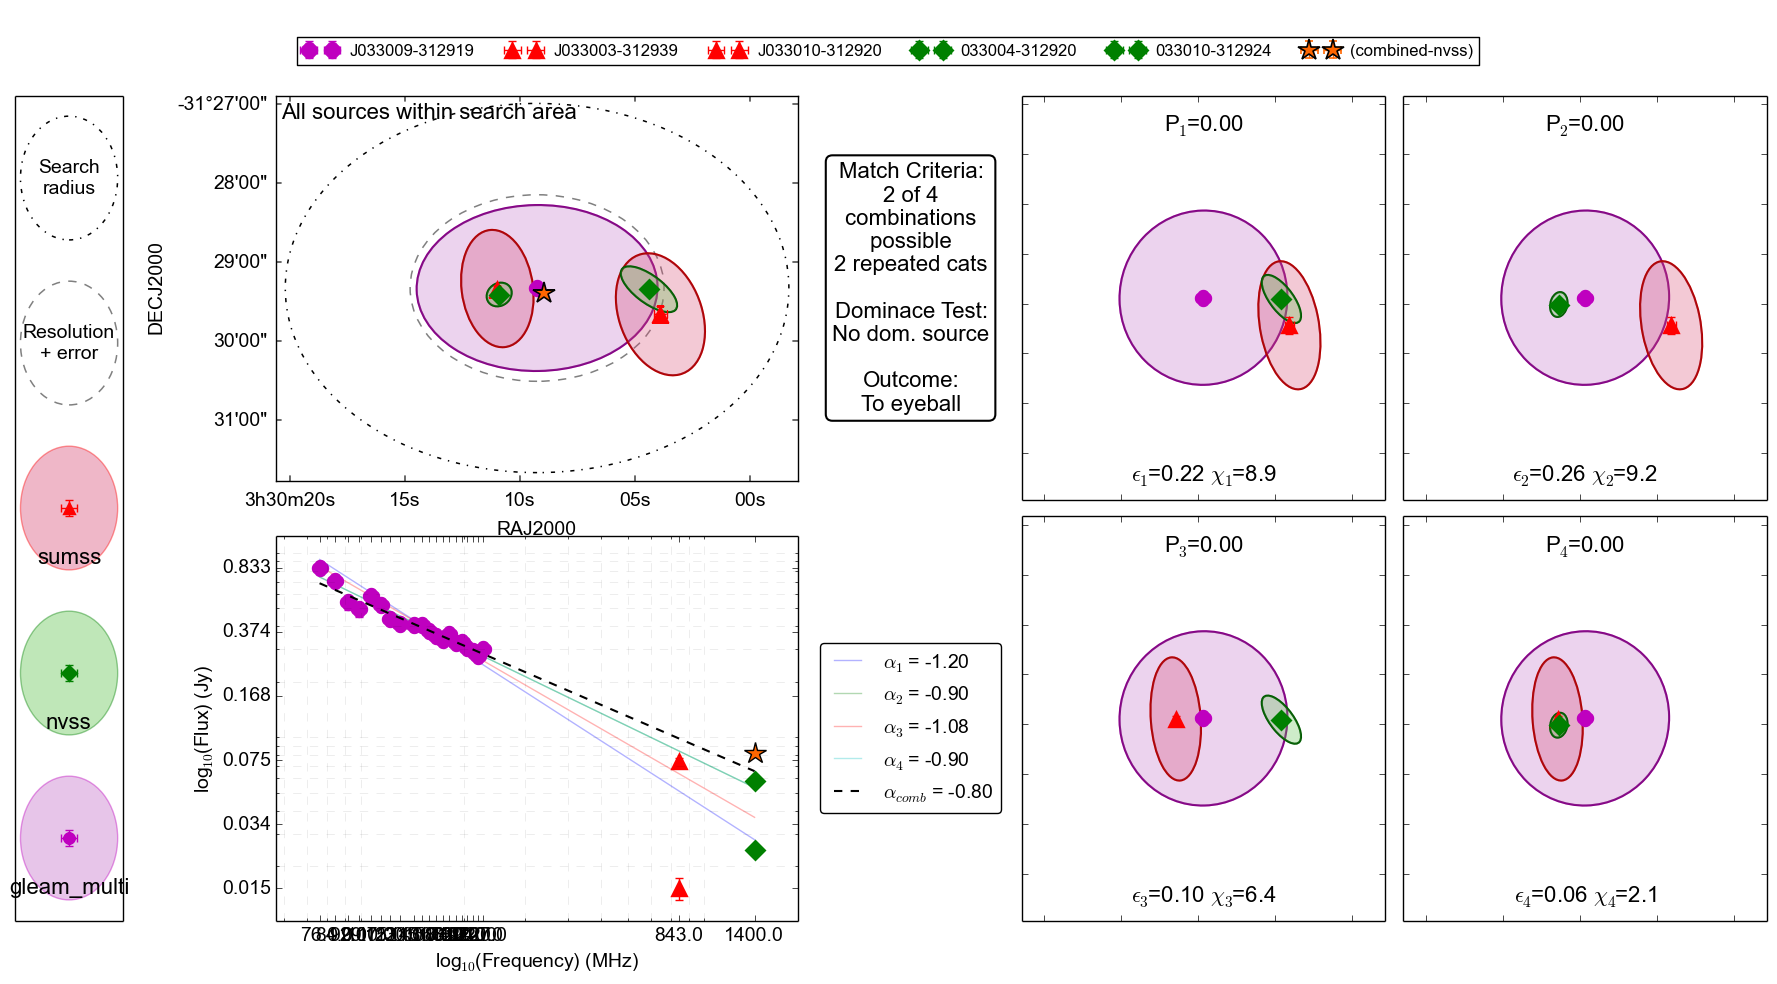 J033009-312919
J033003-312939
J033010-312920
033004-312920
033010-312924
(combined-nvss)
Search
radius
Resolution
+ error
sumss
nvss
gleam_multi
All sources within search area
-31°27'00"
28'00"
29'00"
30'00"
31'00"
DECJ2000
3h30m20s
15s
10s
05s
00s
RAJ2000
Match Criteria:
2 of 4
combinations
possible
2 repeated cats
Dominace Test:
No dom. source
Outcome:
To eyeball
P1=0.00
ϵ1=0.22 χ1=8.9
P2=0.00
ϵ2=0.26 χ2=9.2
P3=0.00
ϵ3=0.10 χ3=6.4
P4=0.00
ϵ4=0.06 χ4=2.1
0.833
0.374
0.168
0.075
0.034
0.015
log10(Flux) (Jy)
843.0
1400.0
log10(Frequency) (MHz)
α1 = -1.20
α2 = -0.90
α3 = -1.08
α4 = -0.90
αcomb = -0.80